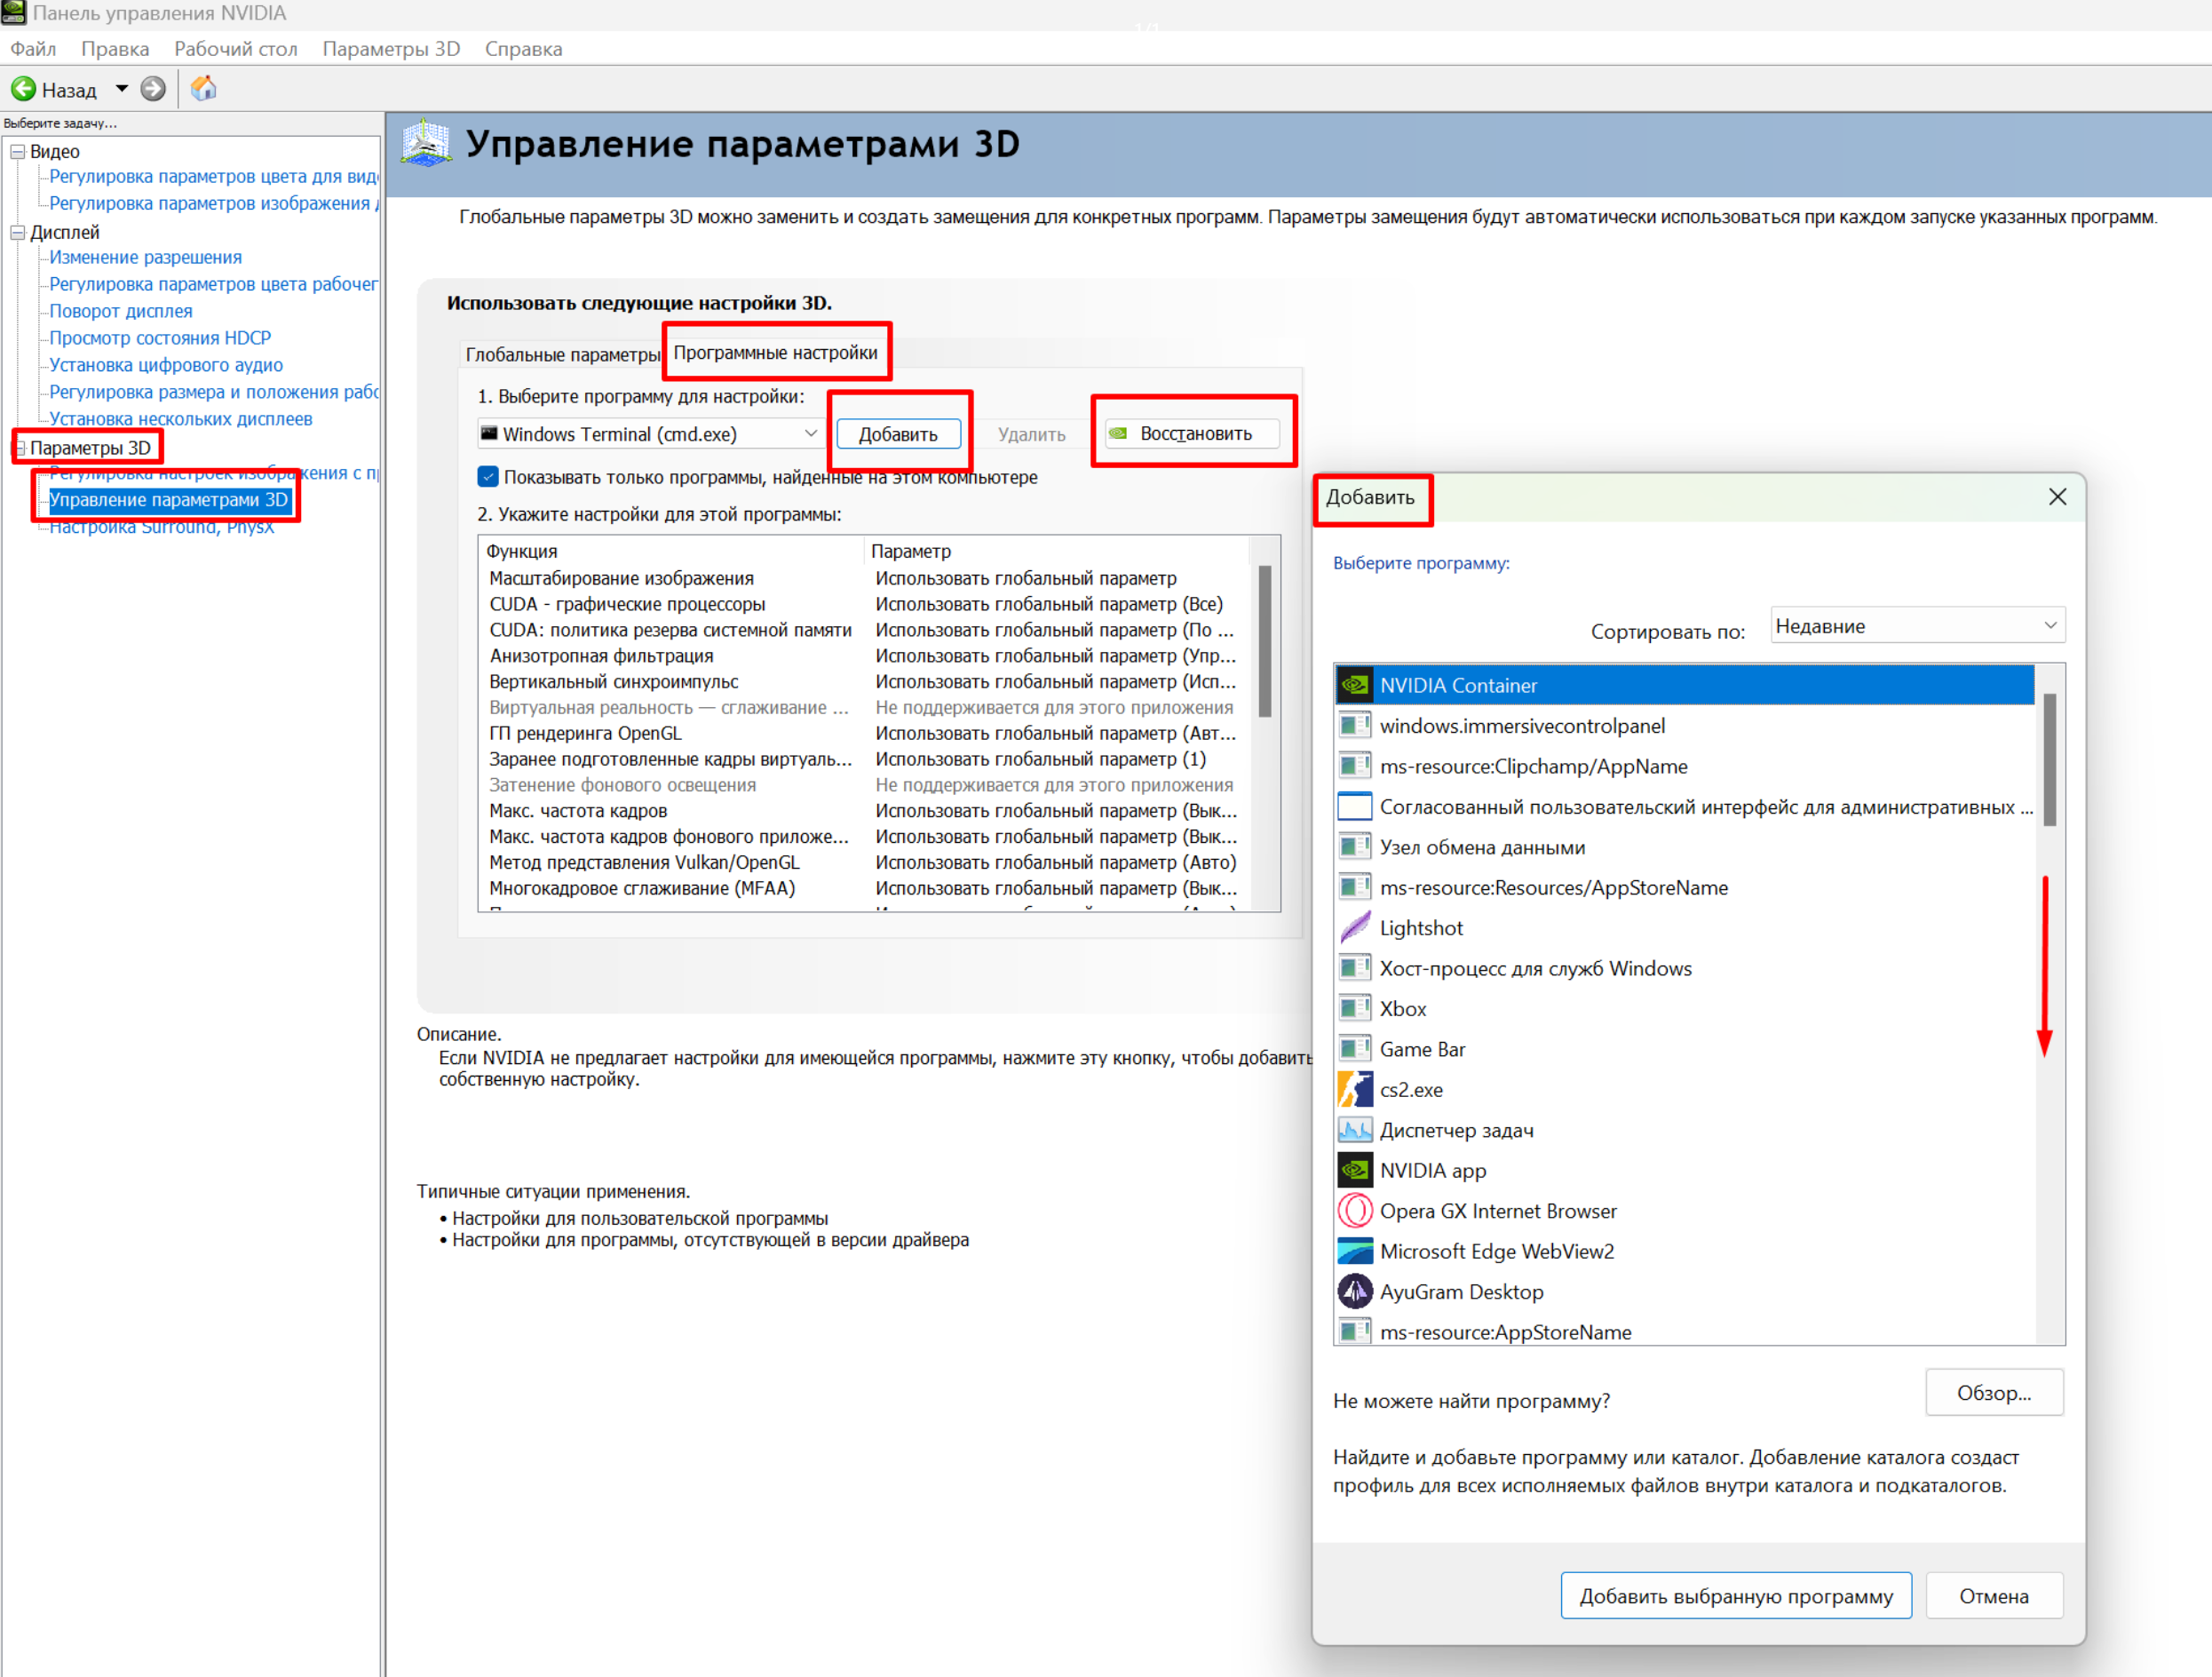 Панель управления NVIDIA
Файл Правка Рабочий стол Параметры 3D Справка
Назад
Выберите задачу...
Видео
Регулировка параметров цвета для вид
Регулировка параметров изображения
Дисплей
Изменение разрешения
Регулировка параметров цвета рабочег
Поворот дисплея
Просмотр состояния HDCP
Установка цифрового аудио
Регулировка размера и положения рабо
Установка нескольких дисплеев
Параметры 3D
Регулировка настроек изображения с п
Управление параметрами 3D
Настройка Surround, PhysX
Управление параметрами 3D
Глобальные параметры 3D можно заменить и создать замещения для конкретных программ. Параметры замещения будут автоматически использоваться при каждом запуске указанных программ.
Использовать следующие настройки 3D.
Глобальные параметры Программные настройки
1. Выберите программу для настройки:
Windows Terminal (cmd.exe) Добавить Удалить Восстановить
Показывать только программы, найденные на этом компьютере
2. Укажите настройки для этой программы:
Функция Параметр
Масштабирование изображения Использовать глобальный параметр
CUDA - графические процессоры Использовать глобальный параметр (Все)
CUDA: политика резерва системной памяти Использовать глобальный параметр (По ...
Анизотропная фильтрация Использовать глобальный параметр (Упр...
Вертикальный синхроимпульс Использовать глобальный параметр (Исп...
Виртуальная реальность — сглаживание ... Не поддерживается для этого приложения
ГП рендеринга OpenGL Использовать глобальный параметр (Авт...
Заранее подготовленные кадры виртуаль... Использовать глобальный параметр (1)
Затенение фонового освещения Не поддерживается для этого приложения
Макс. частота кадров Использовать глобальный параметр (Вык...
Макс. частота кадров фонового приложе... Использовать глобальный параметр (Вык...
Метод представления Vulkan/OpenGL Использовать глобальный параметр (Авто)
Многокадровое сглаживание (MFAA) Использовать глобальный параметр (Вык...
Описание.
Если NVIDIA не предлагает настройки для имеющейся программы, нажмите эту кнопку, чтобы добавить
собственную настройку.
Типичные ситуации применения.
• Настройки для пользовательской программы
• Настройки для программы, отсутствующей в версии драйвера
Добавить
Выберите программу:
Сортировать по: Недавние
NVIDIA Container
windows.immersivecontrolpanel
ms-resource:Clipchamp/AppName
Согласованный пользовательский интерфейс для административных ...
Узел обмена данными
ms-resource:Resources/AppStoreName
Lightshot
Хост-процесс для служб Windows
Xbox
Game Bar
cs2.exe
Диспетчер задач
NVIDIA app
Opera GX Internet Browser
Microsoft Edge WebView2
AyuGram Desktop
ms-resource:AppStoreName
Не можете найти программу? Обзор...
Найдите и добавьте программу или каталог. Добавление каталога создаст
профиль для всех исполняемых файлов внутри каталога и подкаталогов.
Добавить выбранную программу Отмена